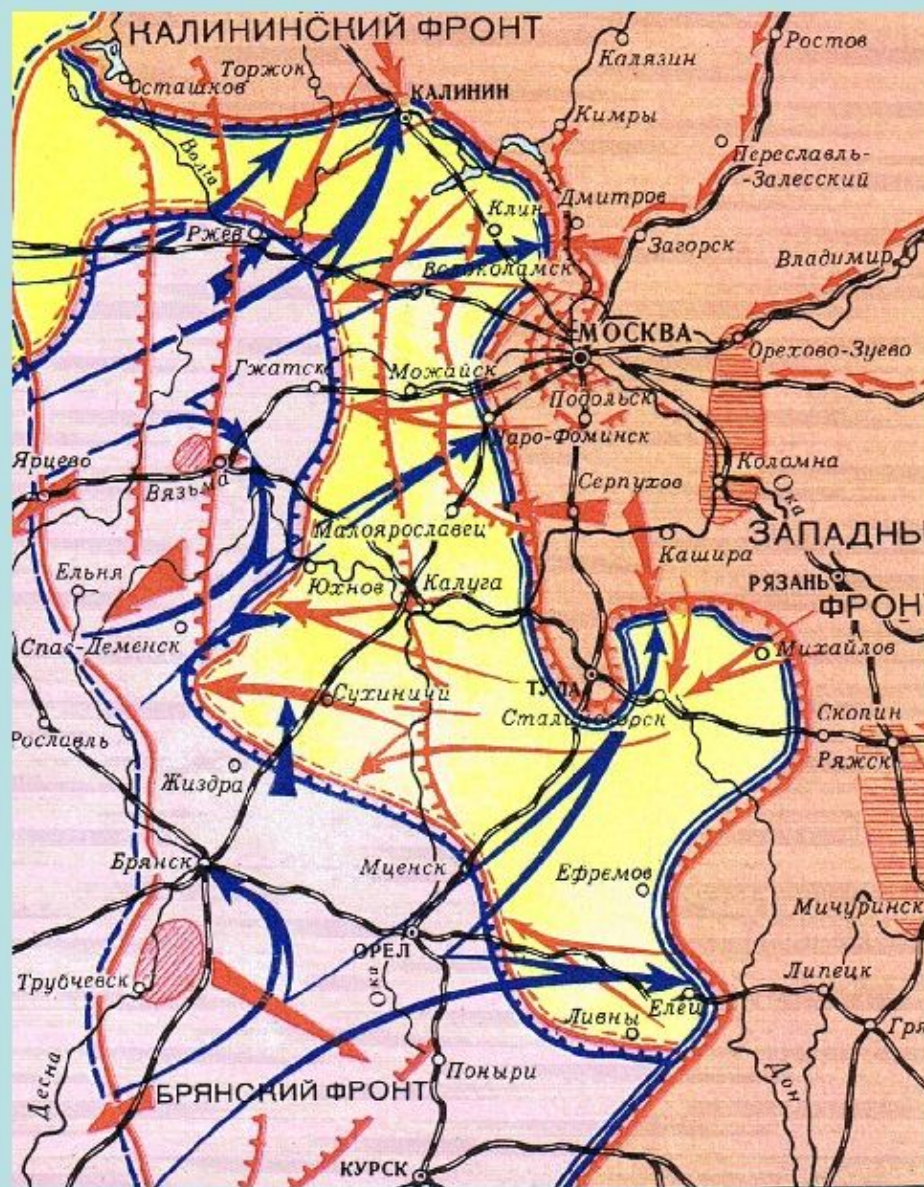 КАЛИНИНСКИЙ ФРОНТ
Ростов
Калязин
Торжок
Осташков
КАЛИНИН
Кимры
Волга
Переславль-
-Залесский
Дмитров
Клин
Ржев
Загорск
Владимир
Волоколамск
МОСКВА
Орехово-Зуево
Гжатск
Можайск
Подольск
Наро-Фоминск
Ярцево
Вязьма
Коломна
Ока
Серпухов
Малоярославец
ЗАПАДНЫ
Кашира
Ельня
Юхнов
Калуга
РЯЗАНЬ
ФРОН
Спас-Деменск
Михайлов
ТУЛА
Сухиничи
Сталиногорск
Скопин
Рославль
Ряжск
Жиздра
Брянск
Мценск
Ефремов
Мичуринск
ОРЕЛ
Трубчевск
Ока
Липецк
Елец
Ливны
Гря
Поныри
Дон
Десна
БРЯНСКИЙ ФРОНТ
КУРСК